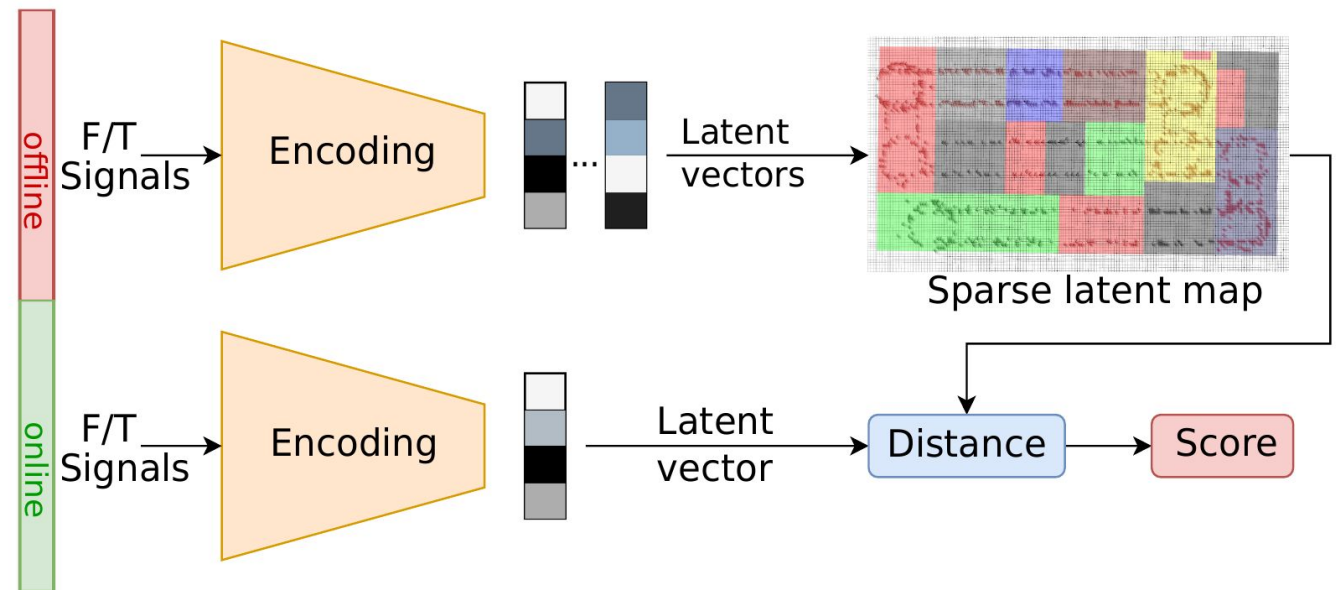 offline
F/T
Signals
Encoding
...
Latent
vectors
Sparse latent map
online
F/T
Signals
Encoding
Latent
vector
Distance
Score